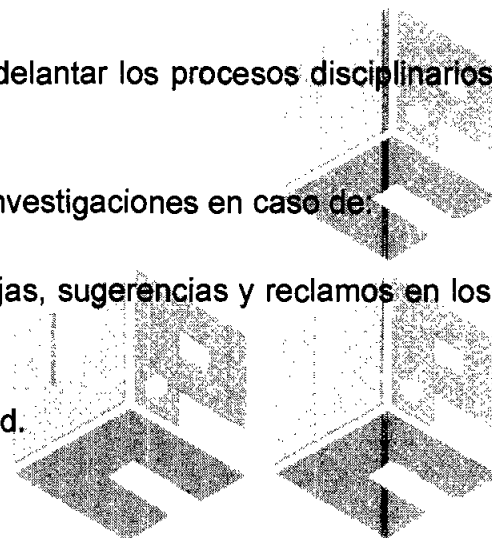 delantar los procesos disciplinarios
nvestigaciones en caso de:
jas, sugerencias y reclamos en los
d.